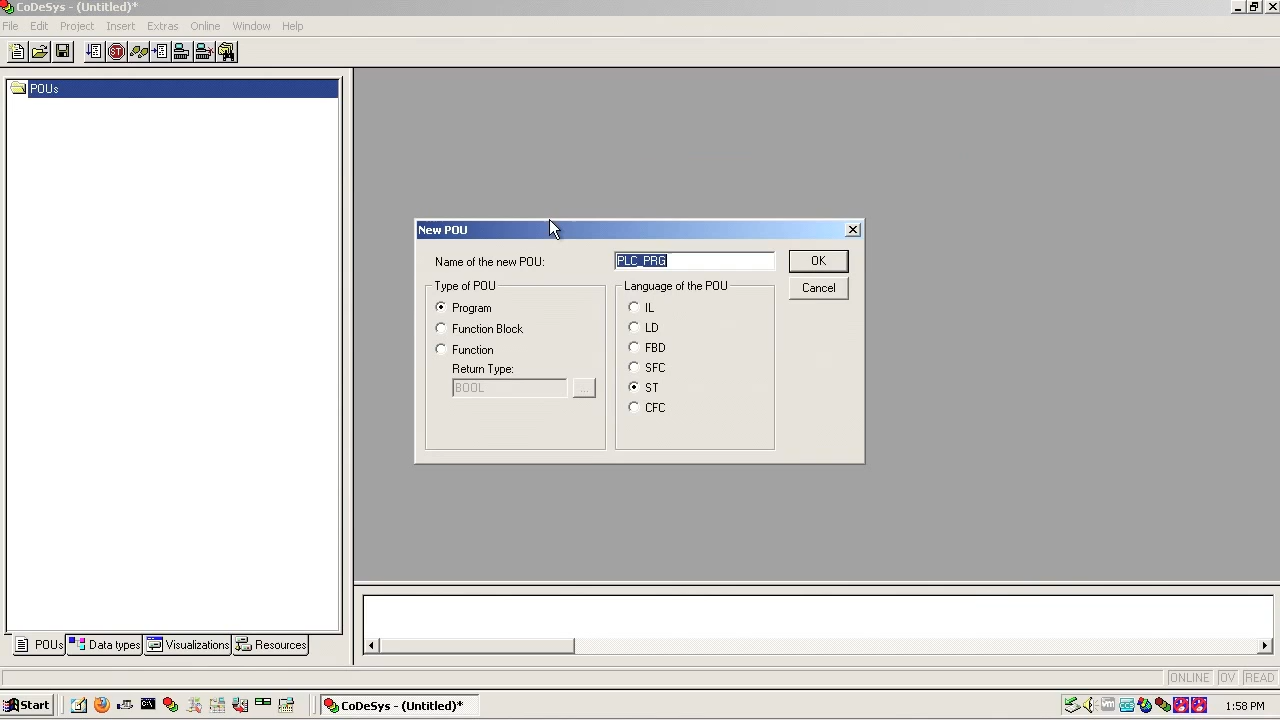 CoDeSys - (Untitled)*
File Edit Project Insert Extras Online Window Help
POUs
New POU
Name of the new POU: PLC_PRG OK
Type of POU Language of the POU Cancel
Program IL
Function Block LD
Function FBD
Return Type: SFC
BOOL ... ST
CFC
POUs Data types Visualizations Resources
ONLINE OV READ
Start CoDeSys - (Untitled)* 1:58 PM